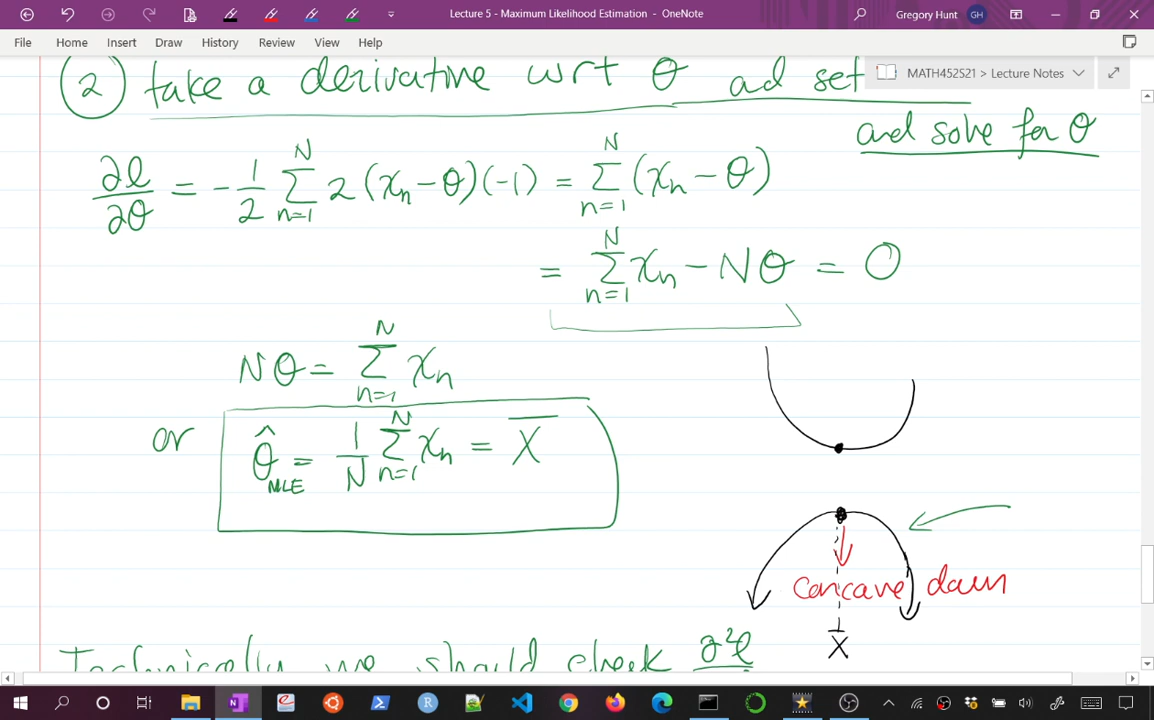 Lecture 5 - Maximum Likelihood Estimation - OneNote
Gregory Hunt GH
File Home Insert Draw History Review View Help
MATH452S21 > Lecture Notes
② take a derivative wrt θ ad set
and solve for θ
∂ℓ/∂θ = -1/2 Σ_{n=1}^{N} 2(x_n - θ)(-1) = Σ_{n=1}^{N} (x_n - θ)
= Σ_{n=1}^{N} x_n - Nθ = 0
Nθ = Σ_{n=1}^{N} x_n
or θ̂_MLE = 1/N Σ_{n=1}^{N} x_n = X̄
concave down
X̄
Technically we should check ∂²ℓ